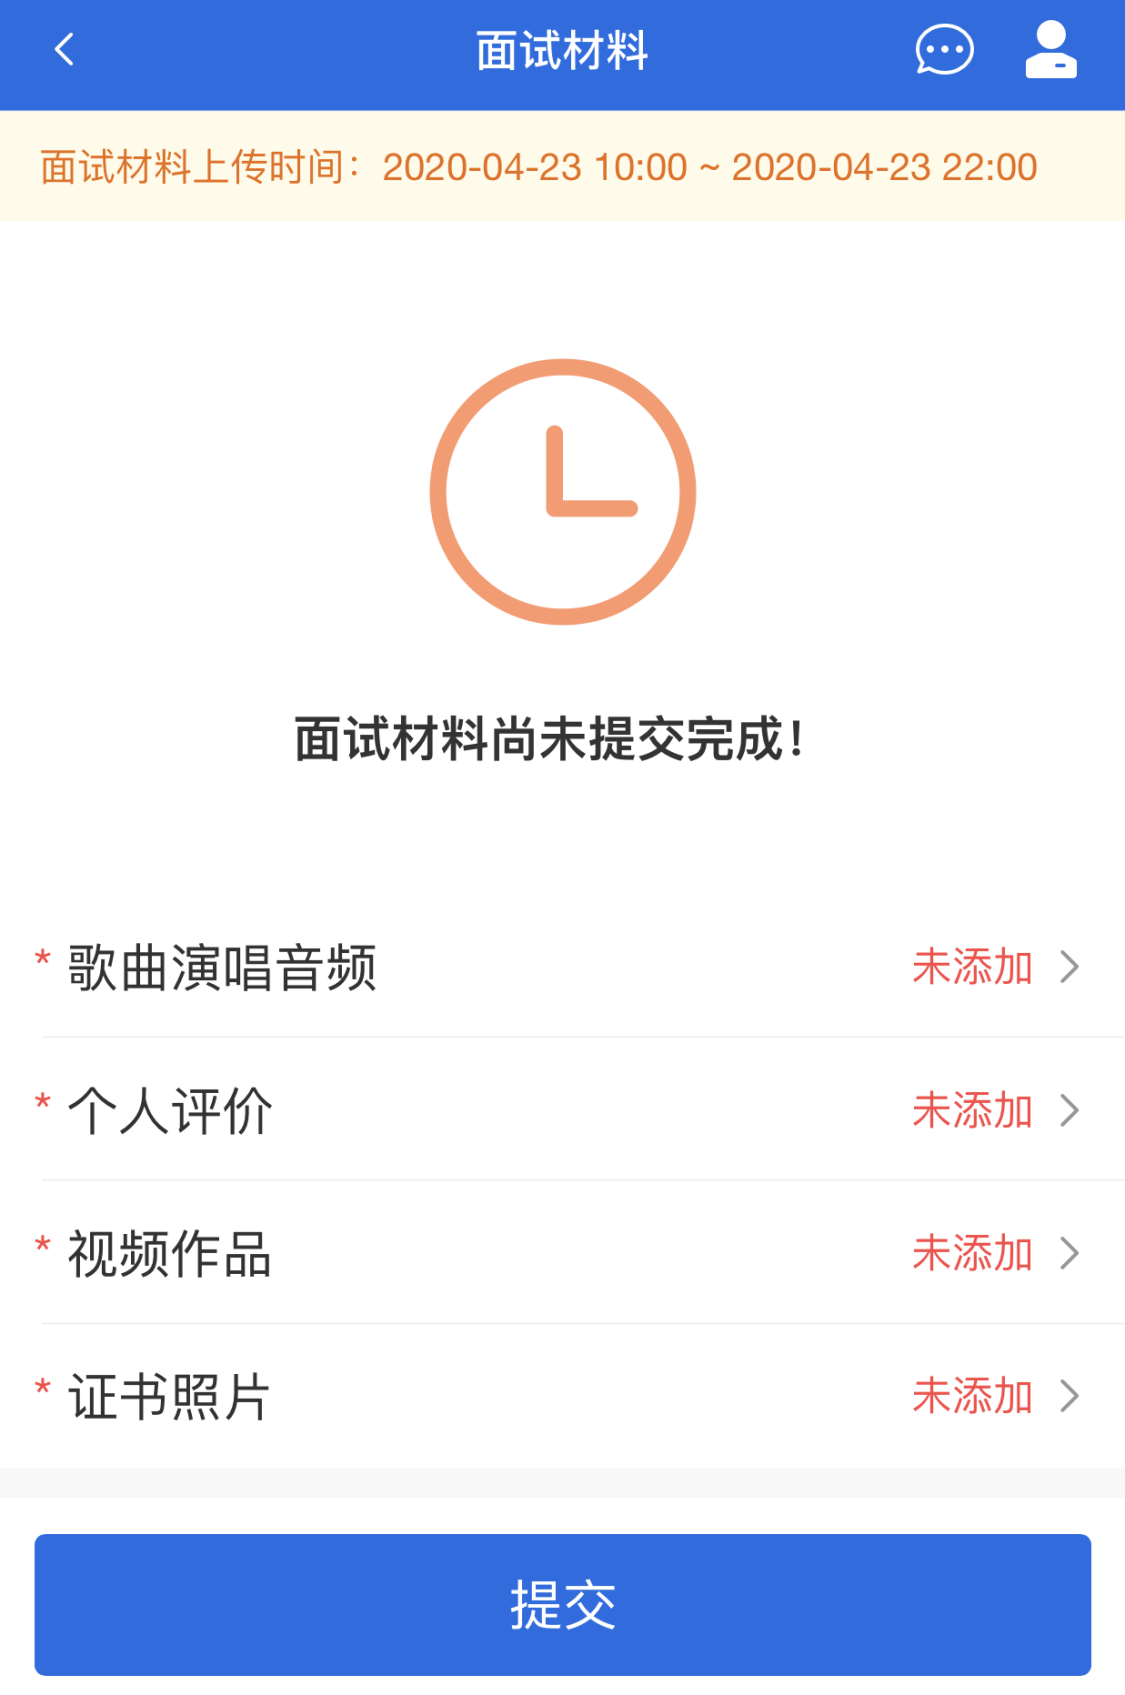 面试材料
面试材料上传时间：2020-04-23 10:00 ~ 2020-04-23 22:00
面试材料尚未提交完成！
* 歌曲演唱音频 未添加
* 个人评价 未添加
* 视频作品 未添加
* 证书照片 未添加
提交